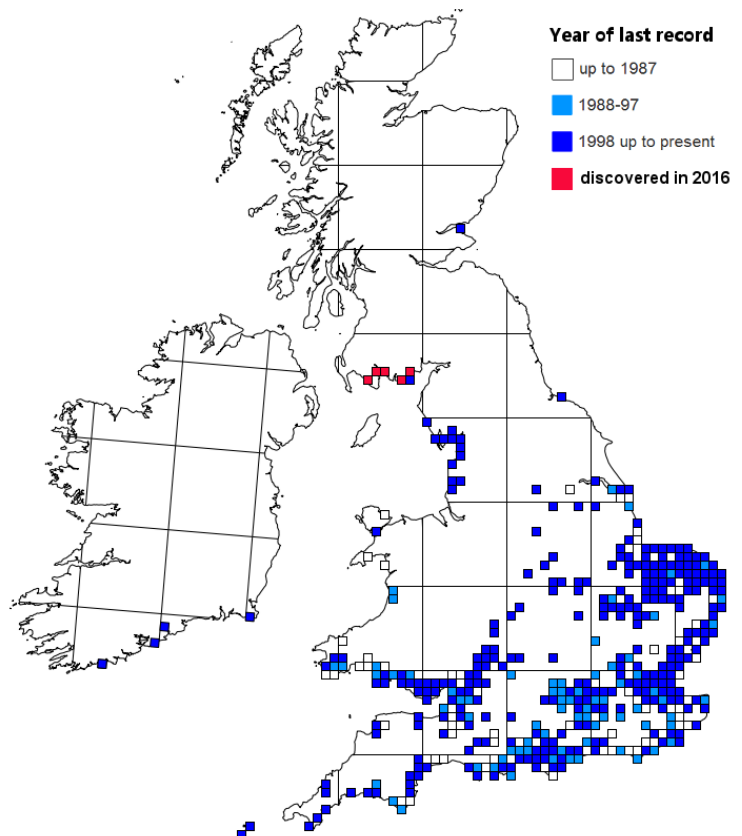 Year of last record
up to 1987
1988-97
1998 up to present
discovered in 2016